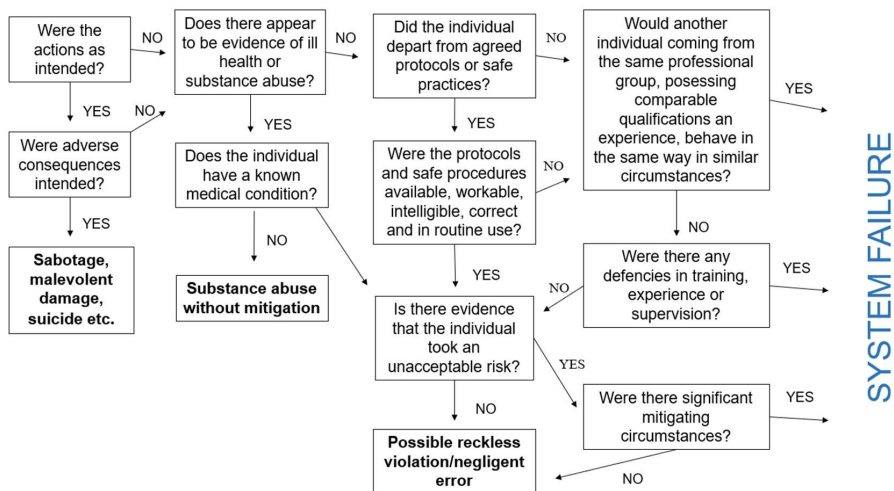 Were the
actions as
intended?
NO
Does there appear
to be evidence of ill
health or
substance abuse?
NO
Did the individual
depart from agreed
protocols or safe
practices?
NO
Would another
individual coming from
the same professional
group, posessing
comparable
qualifications an
experience, behave in
the same way in similar
circumstances?
YES
YES
NO
YES
YES
Were adverse
consequences
intended?
Does the individual
have a known
medical condition?
Were the protocols
and safe procedures
available, workable,
intelligible, correct
and in routine use?
NO
NO
YES
NO
YES
Sabotage,
malevolent
damage,
suicide etc.
Substance abuse
without mitigation
Is there evidence
that the individual
took an
unacceptable risk?
NO
Were there any
defencies in training,
experience or
supervision?
YES
YES
NO
Were there significant
mitigating
circumstances?
YES
Possible reckless
violation/negligent
error
NO
SYSTEM FAILURE